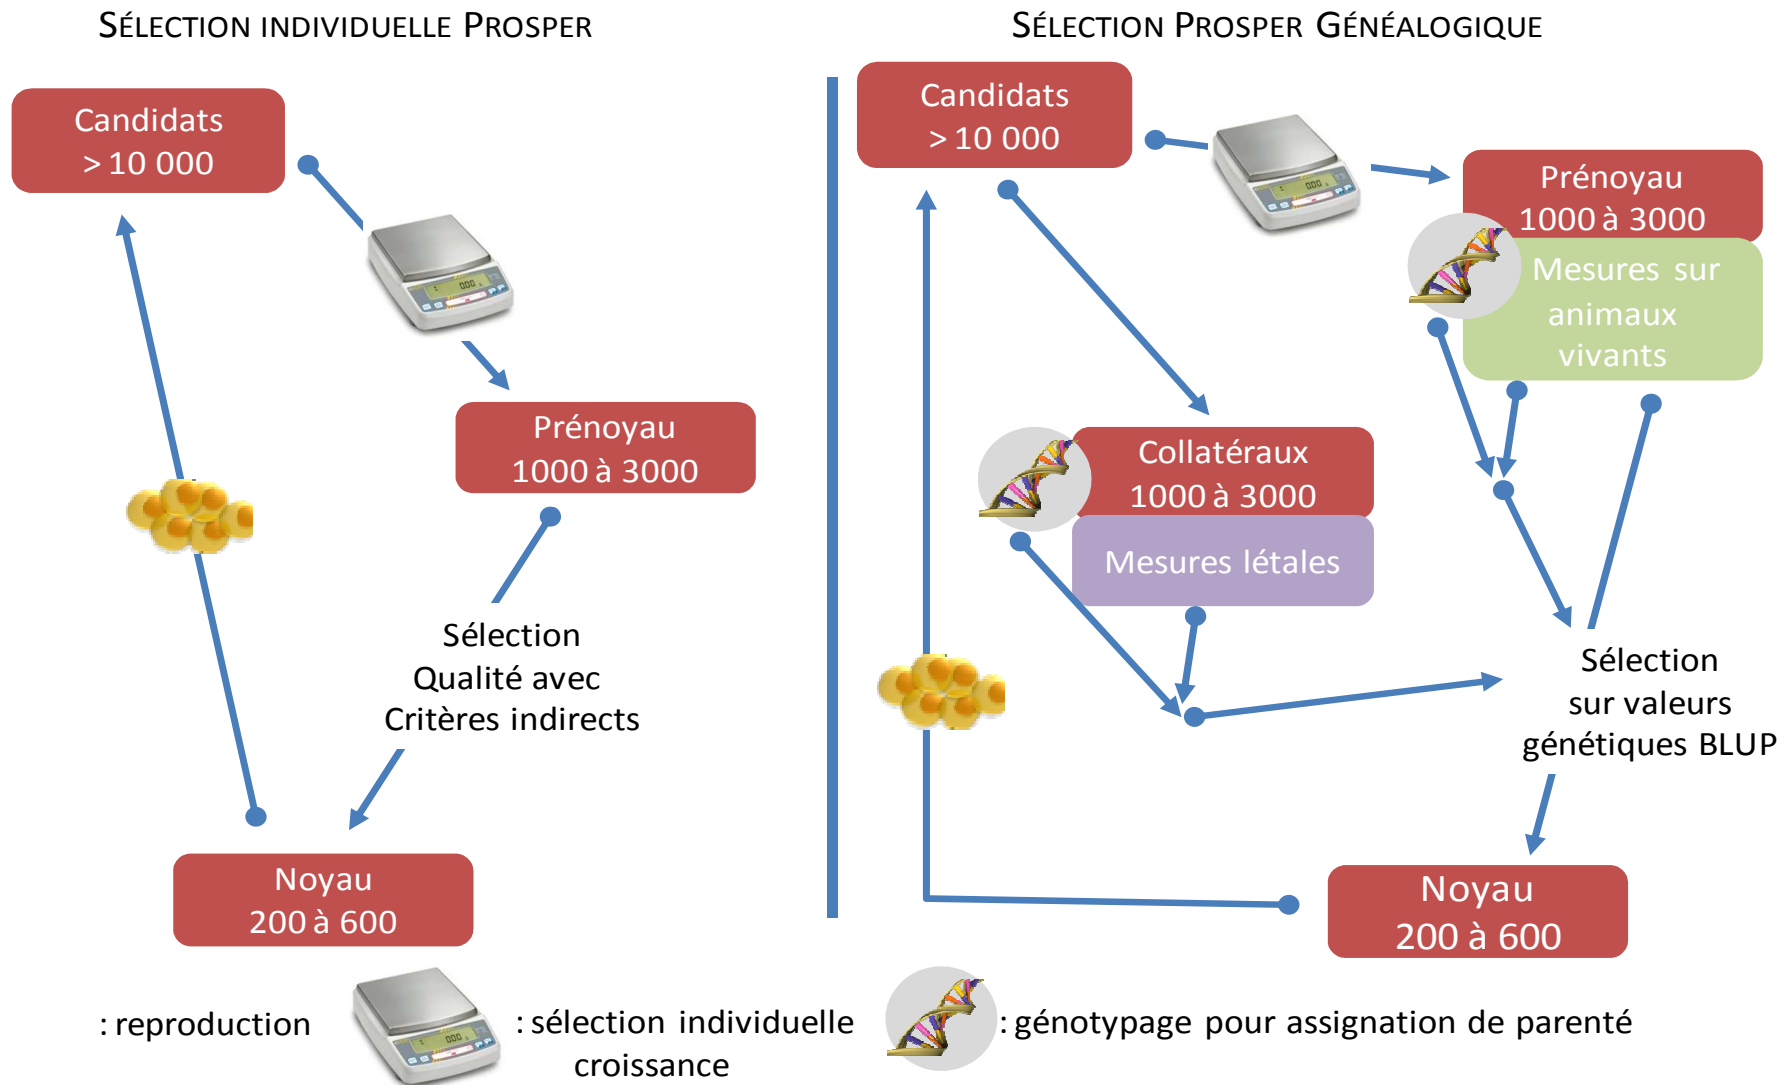 SÉLECTION INDIVIDUELLE PROSPER
Candidats
> 10 000
Prénoyau
1000 à 3000
Sélection
Qualité avec
Critères indirects
Noyau
200 à 600
SÉLECTION PROSPER GÉNÉALOGIQUE
Candidats
> 10 000
Prénoyau
1000 à 3000
Mesures sur
animaux
vivants
Collatéraux
1000 à 3000
Mesures létales
Sélection
sur valeurs
génétiques BLUP
Noyau
200 à 600
: reproduction
: sélection individuelle
croissance
: génotypage pour assignation de parenté